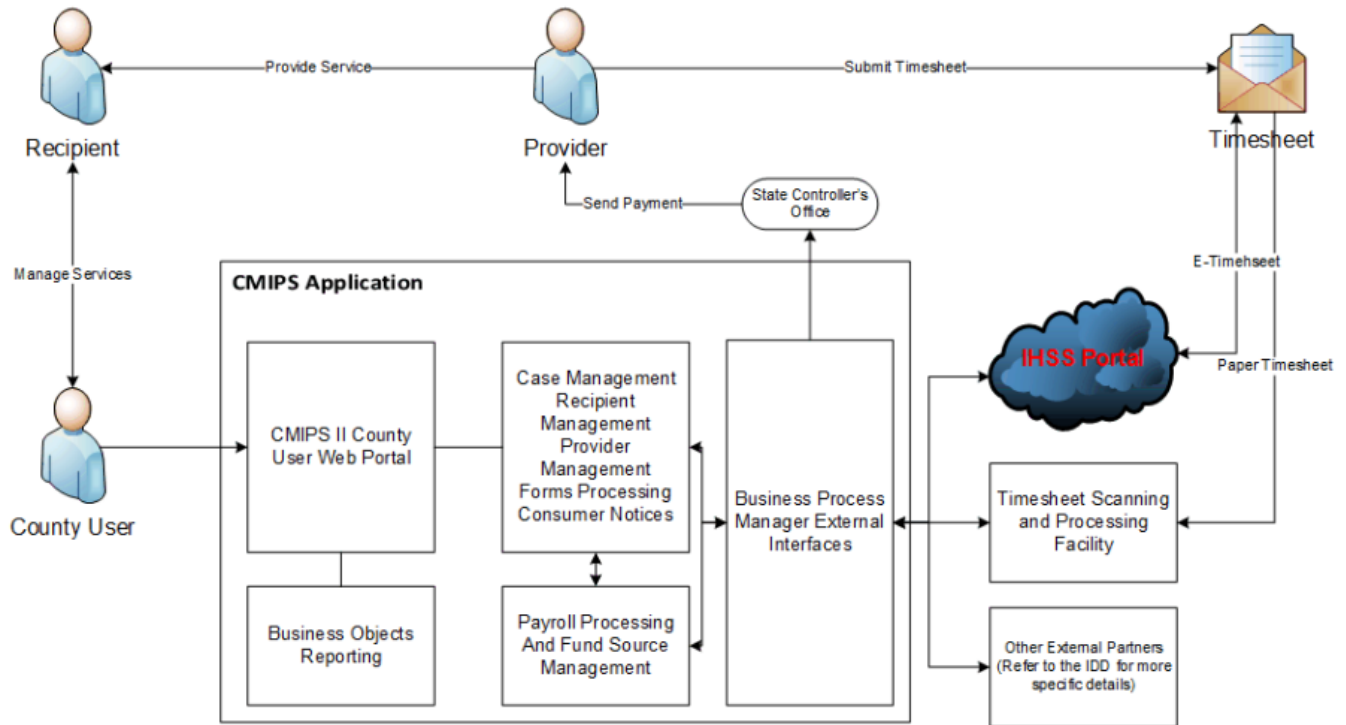 Provide Service
Submit Timesheet
Recipient
Provider
Timesheet
Send Payment
State Controller's
Office
Manage Services
E-Timehseet
CMIPS Application
IHSS Portal
Paper Timesheet
Case Management
Recipient
Management
Provider
Management
Forms Processing
Consumer Notices
CMIPS II County
User Web Portal
Business Process
Manager External
Interfaces
Timesheet Scanning
and Processing
Facility
County User
Business Objects
Reporting
Payroll Processing
And Fund Source
Management
Other External Partners
(Refer to the IDD for more
specific details)